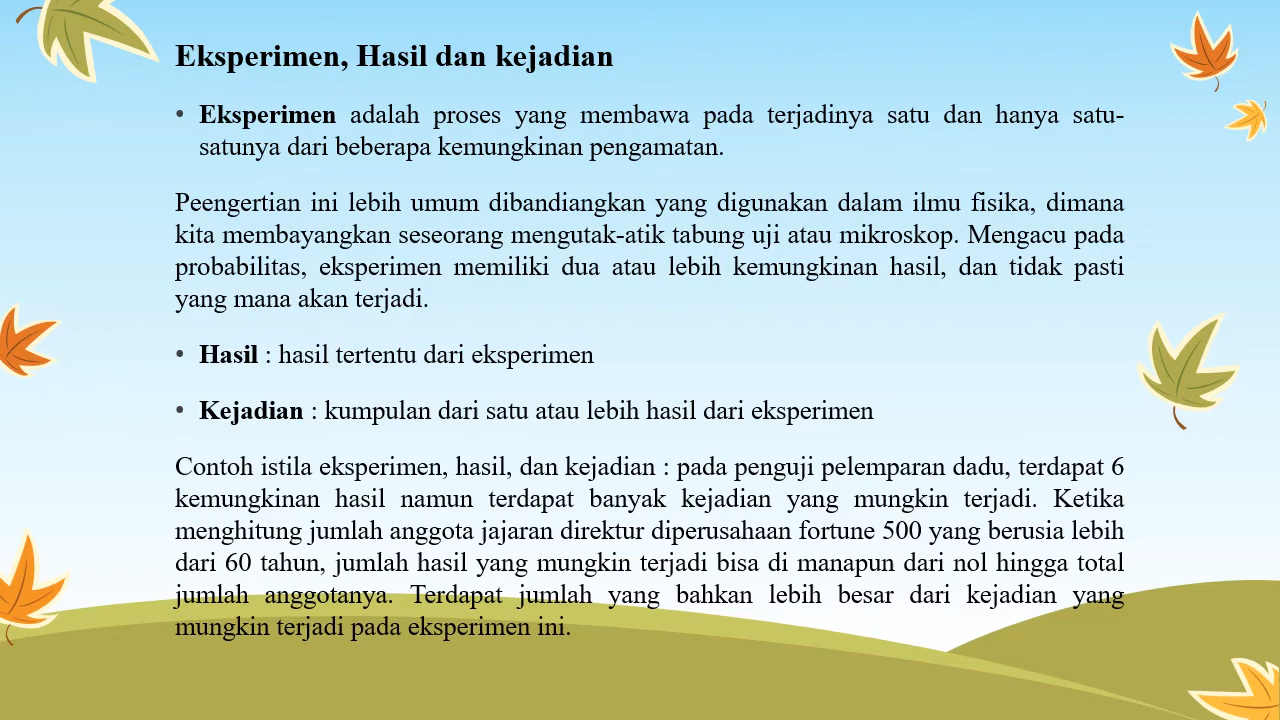 Eksperimen, Hasil dan kejadian
• Eksperimen adalah proses yang membawa pada terjadinya satu dan hanya satu-
satunya dari beberapa kemungkinan pengamatan.
Peengertian ini lebih umum dibandiangkan yang digunakan dalam ilmu fisika, dimana
kita membayangkan seseorang mengutak-atik tabung uji atau mikroskop. Mengacu pada
probabilitas, eksperimen memiliki dua atau lebih kemungkinan hasil, dan tidak pasti
yang mana akan terjadi.
• Hasil : hasil tertentu dari eksperimen
• Kejadian : kumpulan dari satu atau lebih hasil dari eksperimen
Contoh istila eksperimen, hasil, dan kejadian : pada penguji pelemparan dadu, terdapat 6
kemungkinan hasil namun terdapat banyak kejadian yang mungkin terjadi. Ketika
menghitung jumlah anggota jajaran direktur diperusahaan fortune 500 yang berusia lebih
dari 60 tahun, jumlah hasil yang mungkin terjadi bisa di manapun dari nol hingga total
jumlah anggotanya. Terdapat jumlah yang bahkan lebih besar dari kejadian yang
mungkin terjadi pada eksperimen ini.